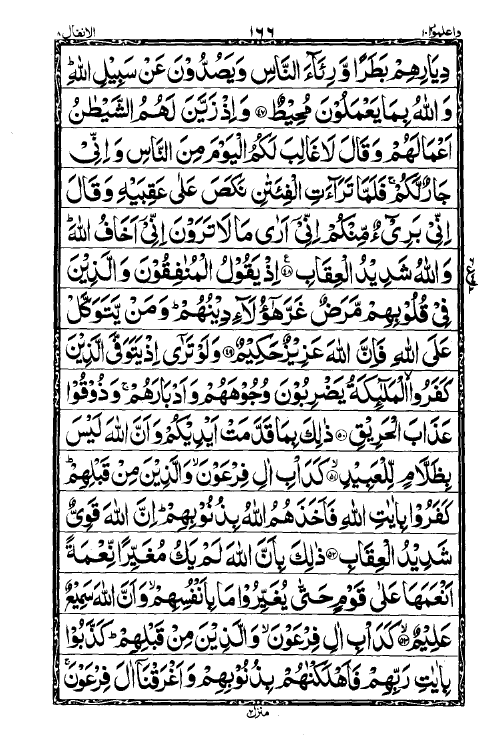 واعلموا ١٠ ١٦٦ الانفال ٨
دِيَارِهِمْ بَطَرًا وَّرِئَآءَ النَّاسِ وَيَصُدُّوْنَ عَنْ سَبِيْلِ اللّٰهِ ؕ
وَاللّٰهُ بِمَا يَعْمَلُوْنَ مُحِيْطٌ ﴿۴۷﴾ وَاِذْ زَيَّنَ لَهُمُ الشَّيْطٰنُ
اَعْمَالَهُمْ وَقَالَ لَا غَالِبَ لَكُمُ الْيَوْمَ مِنَ النَّاسِ وَاِنِّىْ
جَارٌ لَّكُمْ ۚ فَلَمَّا تَرَآءَتِ الْفِئَتٰنِ نَكَصَ عَلٰى عَقِبَيْهِ وَقَالَ
اِنِّىْ بَرِىْٓءٌ مِّنْكُمْ اِنِّىْٓ اَرٰى مَا لَا تَرَوْنَ اِنِّىْٓ اَخَافُ اللّٰهَ ؕ
وَاللّٰهُ شَدِيْدُ الْعِقَابِ ﴿۴۸﴾ اِذْ يَقُوْلُ الْمُنٰفِقُوْنَ وَالَّذِيْنَ
فِىْ قُلُوْبِهِمْ مَّرَضٌ غَرَّ هٰٓؤُلَآءِ دِيْنُهُمْ ؕ وَمَنْ يَّتَوَكَّلْ
عَلَى اللّٰهِ فَاِنَّ اللّٰهَ عَزِيْزٌ حَكِيْمٌ ﴿۴۹﴾ وَلَوْ تَرٰٓى اِذْ يَتَوَفَّى الَّذِيْنَ
كَفَرُوا ۙ الْمَلٰٓئِكَةُ يَضْرِبُوْنَ وُجُوْهَهُمْ وَاَدْبَارَهُمْ ۚ وَذُوْقُوْا
عَذَابَ الْحَرِيْقِ ﴿۵۰﴾ ذٰلِكَ بِمَا قَدَّمَتْ اَيْدِيْكُمْ وَاَنَّ اللّٰهَ لَيْسَ
بِظَلَّامٍ لِّلْعَبِيْدِ ۙ ﴿۵۱﴾ كَدَاْبِ اٰلِ فِرْعَوْنَ ۙ وَالَّذِيْنَ مِنْ قَبْلِهِمْ ؕ
كَفَرُوْا بِاٰيٰتِ اللّٰهِ فَاَخَذَهُمُ اللّٰهُ بِذُنُوْبِهِمْ ؕ اِنَّ اللّٰهَ قَوِىٌّ
شَدِيْدُ الْعِقَابِ ﴿۵۲﴾ ذٰلِكَ بِاَنَّ اللّٰهَ لَمْ يَكُ مُغَيِّرًا نِّعْمَةً
اَنْعَمَهَا عَلٰى قَوْمٍ حَتّٰى يُغَيِّرُوْا مَا بِاَنْفُسِهِمْ ۙ وَاَنَّ اللّٰهَ سَمِيْعٌ
عَلِيْمٌ ۙ ﴿۵۳﴾ كَدَاْبِ اٰلِ فِرْعَوْنَ ۙ وَالَّذِيْنَ مِنْ قَبْلِهِمْ ؕ كَذَّبُوْا
بِاٰيٰتِ رَبِّهِمْ فَاَهْلَكْنٰهُمْ بِذُنُوْبِهِمْ وَاَغْرَقْنَآ اٰلَ فِرْعَوْنَ ۚ
منزل ٢